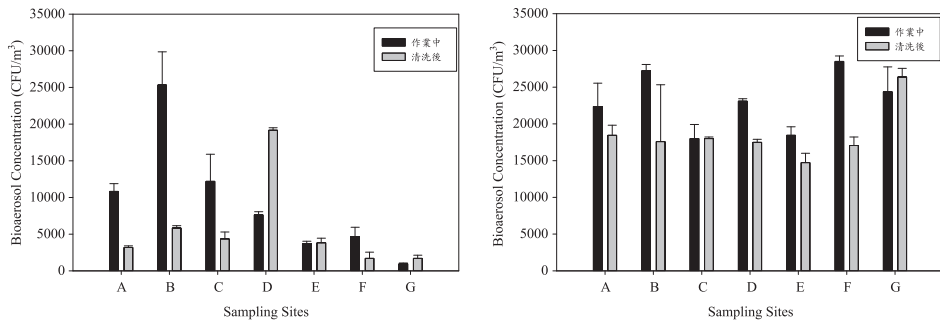 Bioaerosol Concentration (CFU/m³)
35000
30000
25000
20000
15000
10000
5000
0
作業中
清洗後
A B C D E F G
Sampling Sites
Bioaerosol Concentration (CFU/m³)
35000
30000
25000
20000
15000
10000
5000
0
作業中
清洗後
A B C D E F G
Sampling Sites